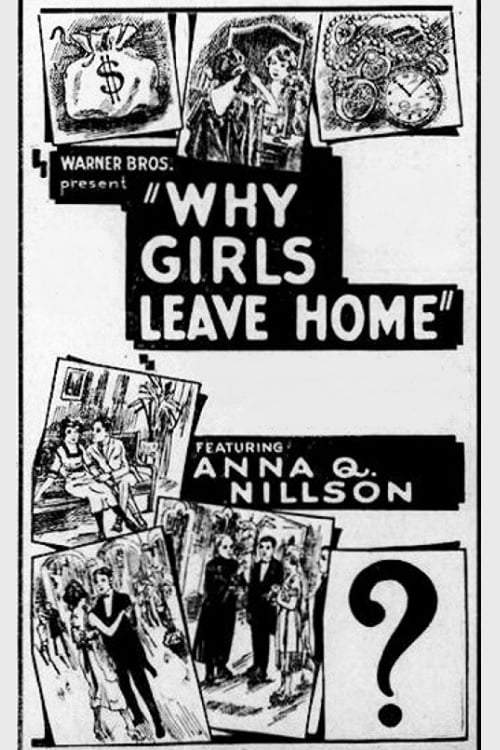 $
WARNER BROS.
present
"WHY
GIRLS
LEAVE HOME"
FEATURING
ANNA Q.
NILLSON
?